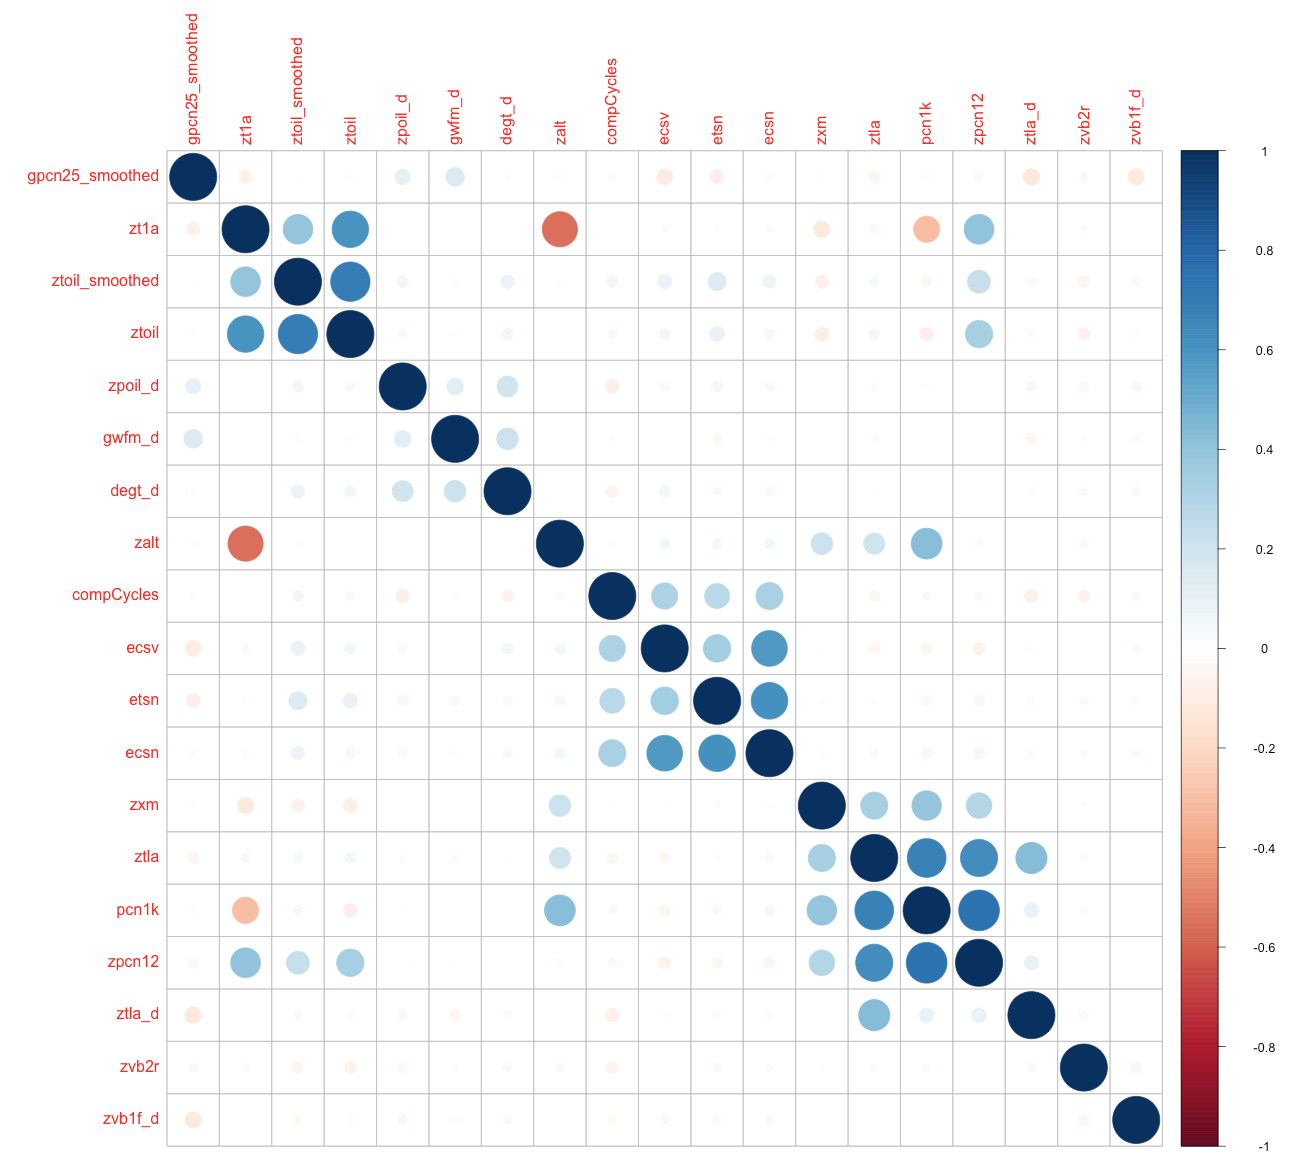 gpcn25_smoothed
zt1a
ztoil_smoothed
ztoil
zpoil_d
gwfm_d
degt_d
zalt
compCycles
ecsv
etsn
ecsn
zxm
ztla
pcn1k
zpcn12
ztla_d
zvb2r
zvb1f_d
gpcn25_smoothed
zt1a
ztoil_smoothed
ztoil
zpoil_d
gwfm_d
degt_d
zalt
compCycles
ecsv
etsn
ecsn
zxm
ztla
pcn1k
zpcn12
ztla_d
zvb2r
zvb1f_d
1
0.8
0.6
0.4
0.2
0
-0.2
-0.4
-0.6
-0.8
-1